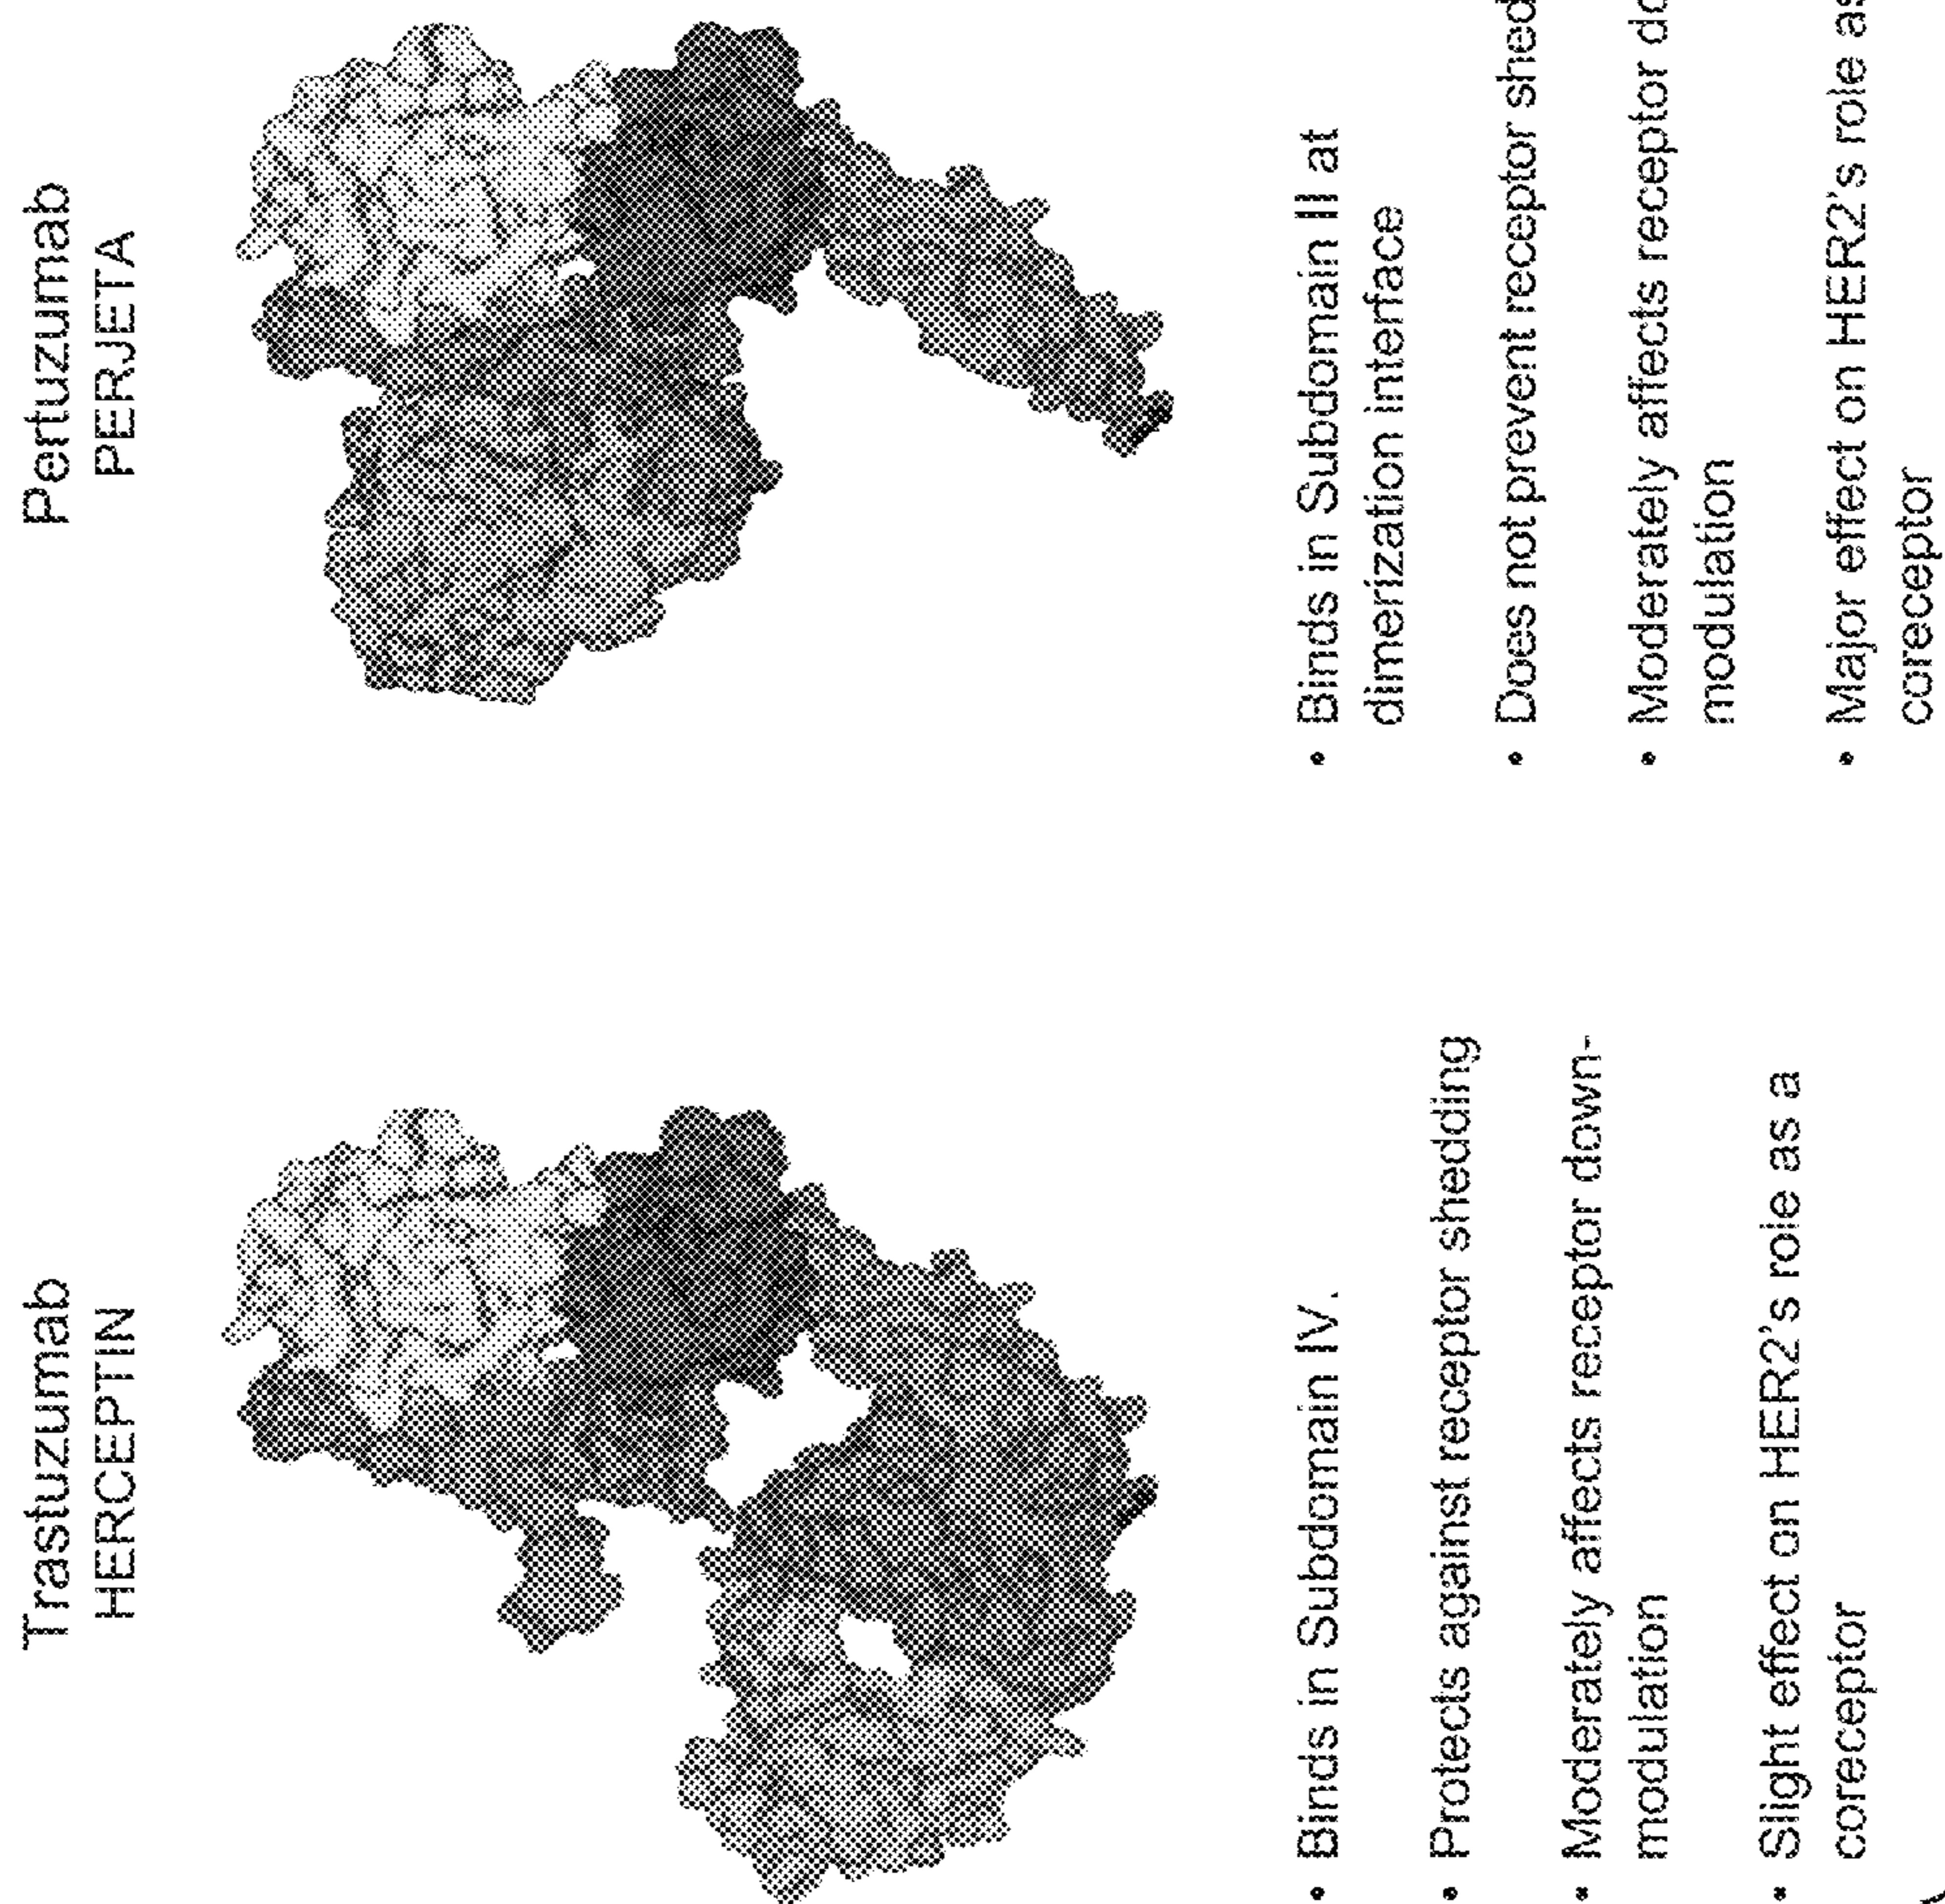 Trastuzumab
HERCEPTIN
• Binds in Subdomain IV.
• Protects against receptor shedding
• Moderately affects receptor down-
modulation
• Slight effect on HER2's role as a
coreceptor
Pertuzumab
PERJETA
• Binds in Subdomain II at
dimerization interface
• Does not prevent receptor shed
• Moderately affects receptor
modulation
• Major effect on HER2's role as
coreceptor